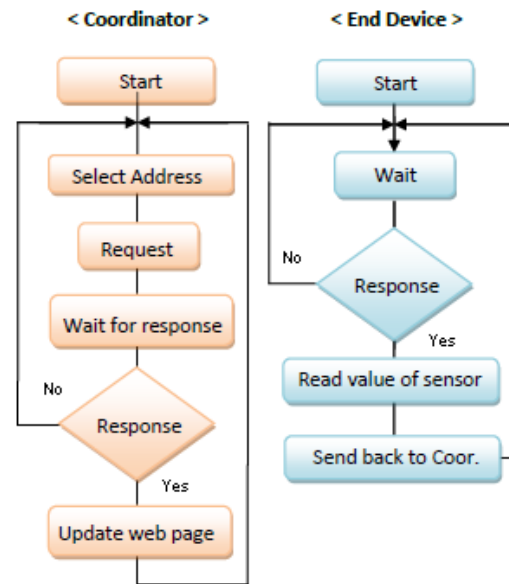 < Coordinator >
Start
Select Address
Request
Wait for response
No
Response
Yes
Update web page
< End Device >
Start
Wait
No
Response
Yes
Read value of sensor
Send back to Coor.